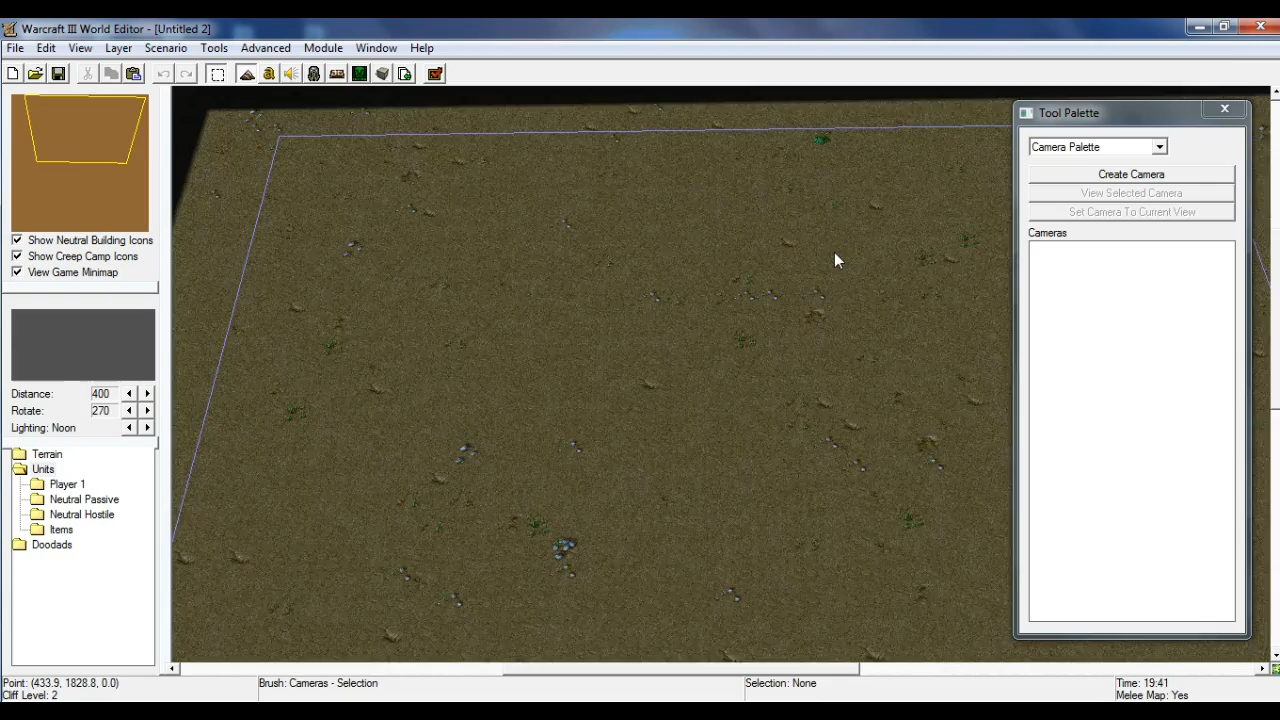 Warcraft III World Editor - [Untitled 2]
File Edit View Layer Scenario Tools Advanced Module Window Help
Tool Palette
Camera Palette
Create Camera
View Selected Camera
Set Camera To Current View
Cameras
Show Neutral Building Icons
Show Creep Camp Icons
View Game Minimap
Distance: 400
Rotate: 270
Lighting: Noon
Terrain
Units
Player 1
Neutral Passive
Neutral Hostile
Items
Doodads
Point: (433.9, 1828.8, 0.0)
Cliff Level: 2
Brush: Cameras - Selection
Selection: None
Time: 19:41
Melee Map: Yes